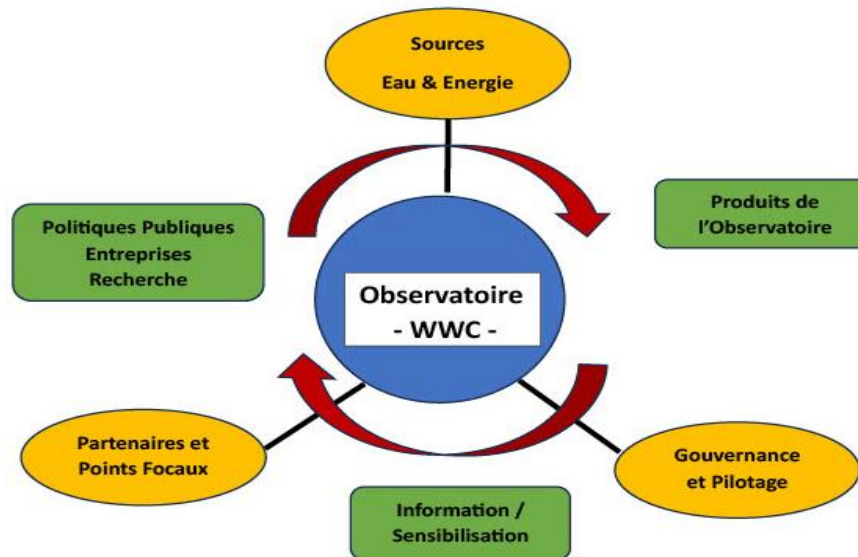 Sources
Eau & Energie
Politiques Publiques
Entreprises
Recherche
Produits de
l'Observatoire
Observatoire
- WWC -
Partenaires et
Points Focaux
Gouvernance
et Pilotage
Information /
Sensibilisation